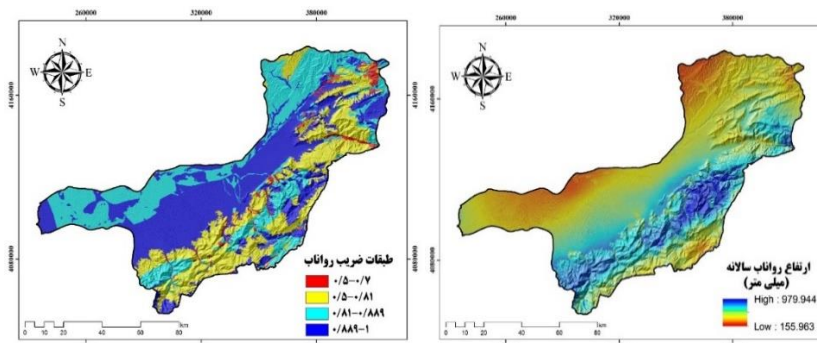 260000 320000 380000
N
W E
S
4160000
4080000
طبقات ضریب رواناب
۰/۵-۰/۷
۰/۵-۰/۸۱
۰/۸۱-۰/۸۸۹
۰/۸۸۹-۱
0 10 20 40 60 80
km
260000 320000 380000
N
W E
S
4160000
4080000
ارتفاع رواناب سالانه
(میلی متر)
High : 979.944
Low : 155.963
0 10 20 40 60 80
km